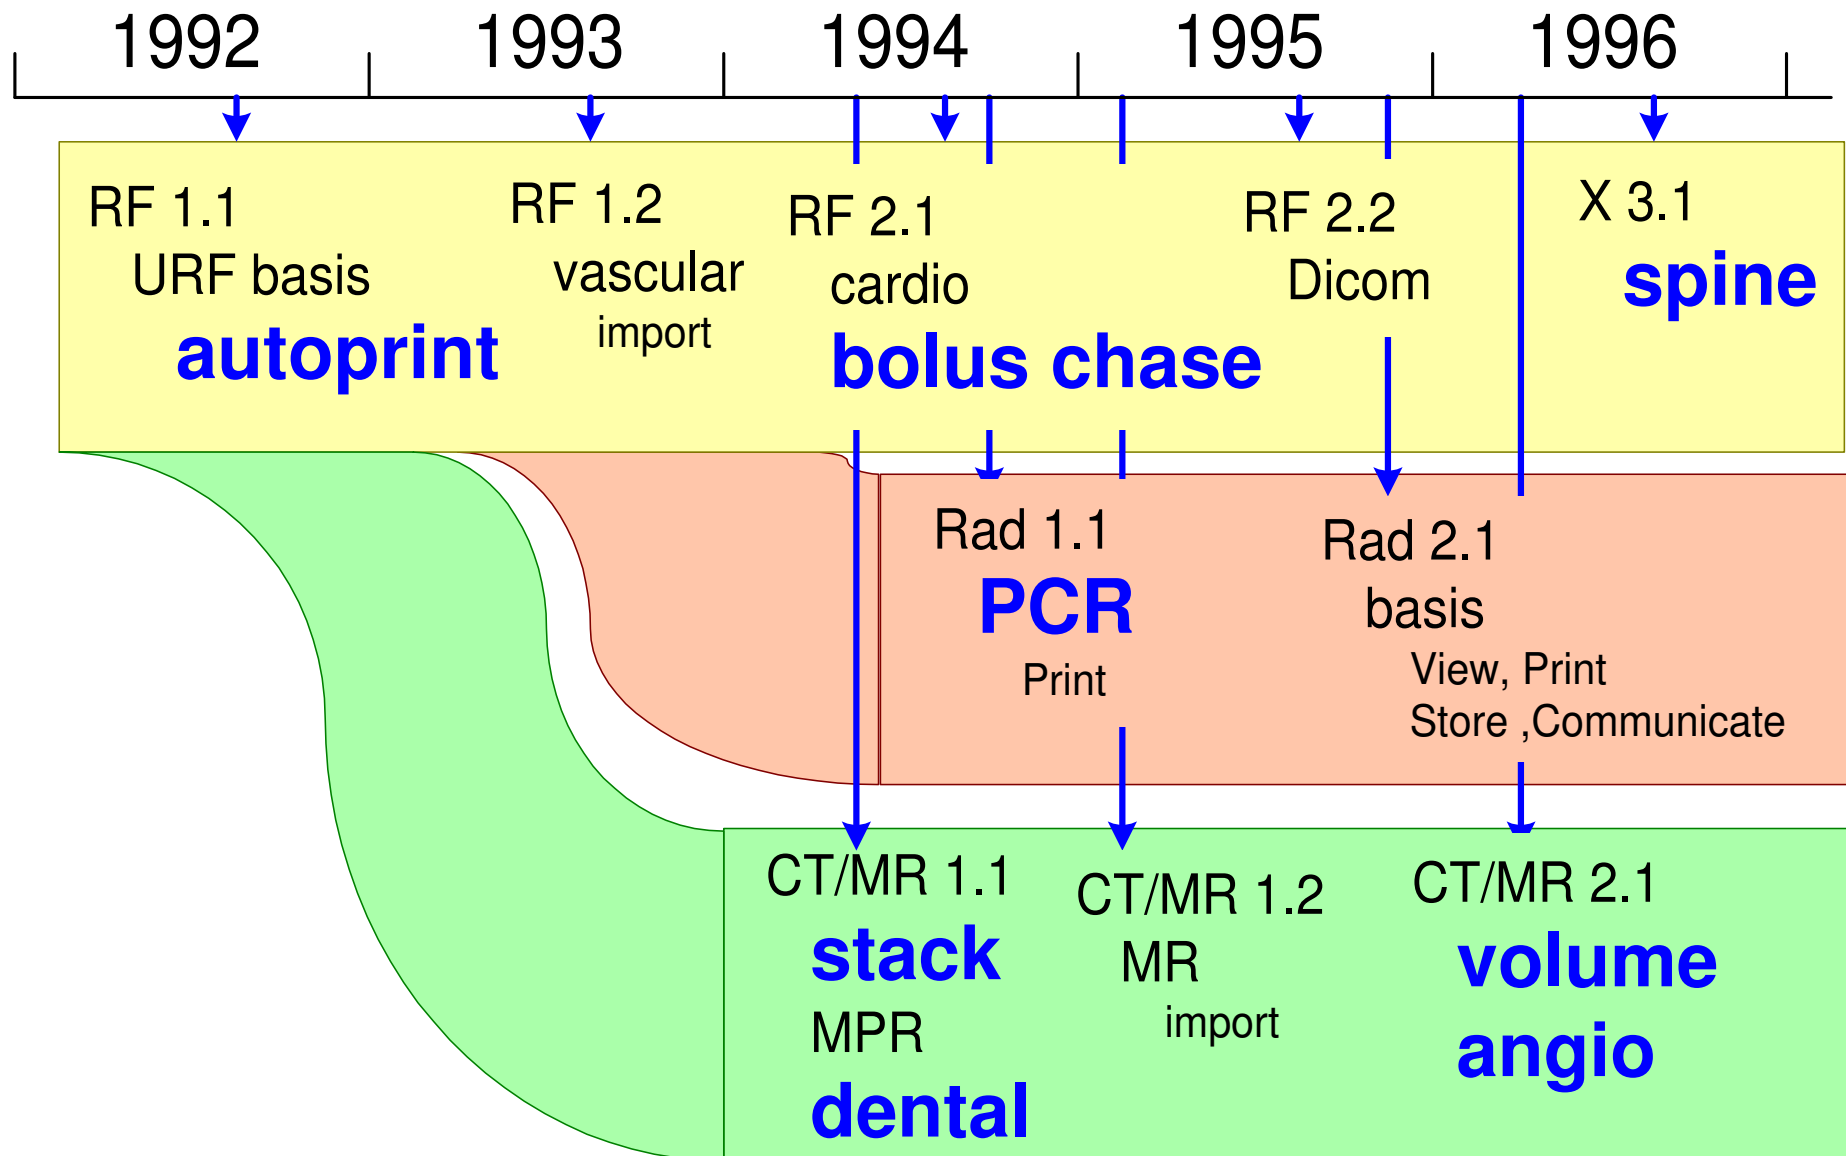 1992 1993 1994 1995 1996
RF 1.1
URF basis
autoprint
RF 1.2
vascular
import
RF 2.1
cardio
bolus chase
RF 2.2
Dicom
X 3.1
spine
Rad 1.1
PCR
Print
Rad 2.1
basis
View, Print
Store ,Communicate
CT/MR 1.1
stack
MPR
dental
CT/MR 1.2
MR
import
CT/MR 2.1
volume
angio